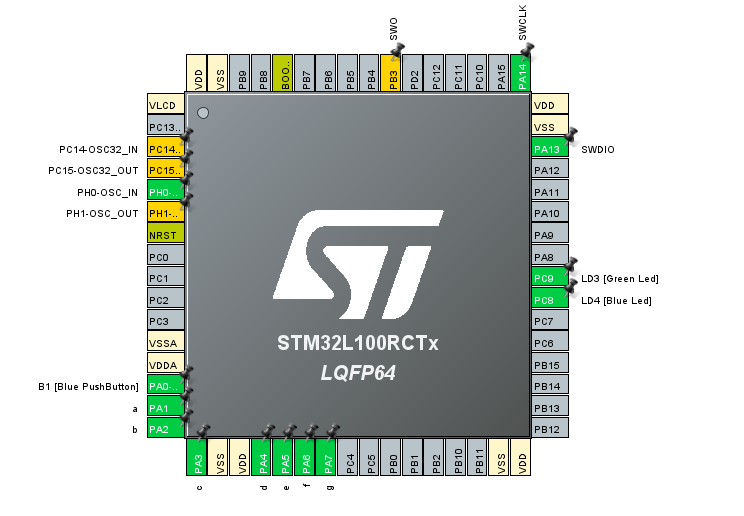 SWO
SWCLK
VDD
VSS
PB9
PB8
BOO..
PB7
PB6
PB5
PB4
PB3
PD2
PC12
PC11
PC10
PA15
PA14
VLCD
PC13..
PC14-OSC32_IN PC14..
PC15-OSC32_OUT PC15..
PH0-OSC_IN PH0-..
PH1-OSC_OUT PH1-..
NRST
PC0
PC1
PC2
PC3
VSSA
VDDA
B1 [Blue PushButton] PA0-..
a PA1
b PA2
STM32L100RCTx
LQFP64
VDD
VSS
PA13 SWDIO
PA12
PA11
PA10
PA9
PA8
PC9 LD3 [Green Led]
PC8 LD4 [Blue Led]
PC7
PC6
PB15
PB14
PB13
PB12
PA3
VSS
VDD
PA4
PA5
PA6
PA7
PC4
PC5
PB0
PB1
PB2
PB10
PB11
VSS
VDD
c
d
e
f
g